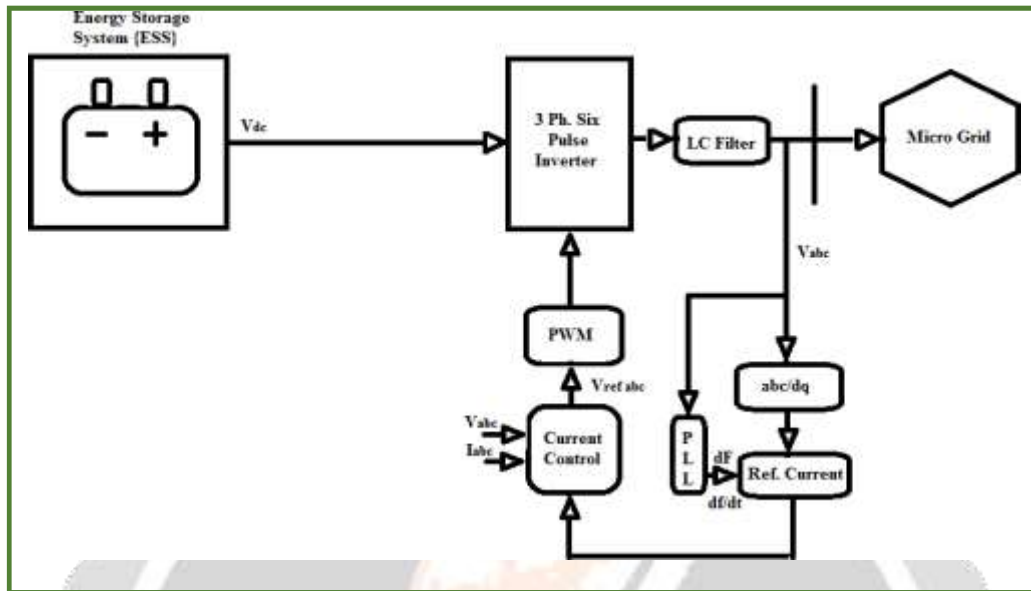 Energy Storage
System {ESS}
Vdc
3 Ph. Six
Pulse
Inverter
LC Filter
Micro Grid
Vabc
PWM
abc/dq
Vref abc
Vabc
Iabc
Current
Control
P
L
L
dF
df/dt
Ref. Current